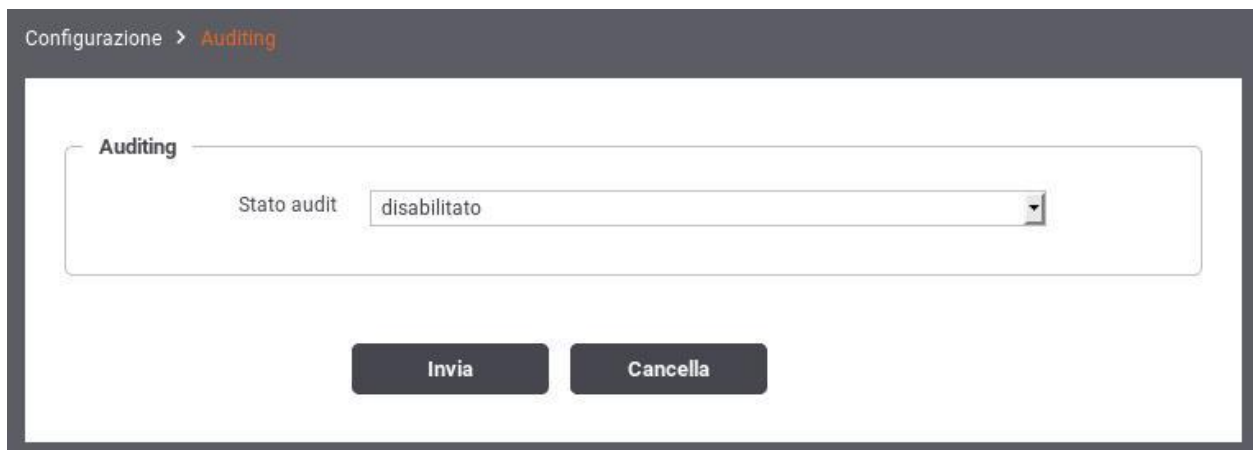 Configurazione > Auditing
Auditing
Stato audit disabilitato
Invia Cancella